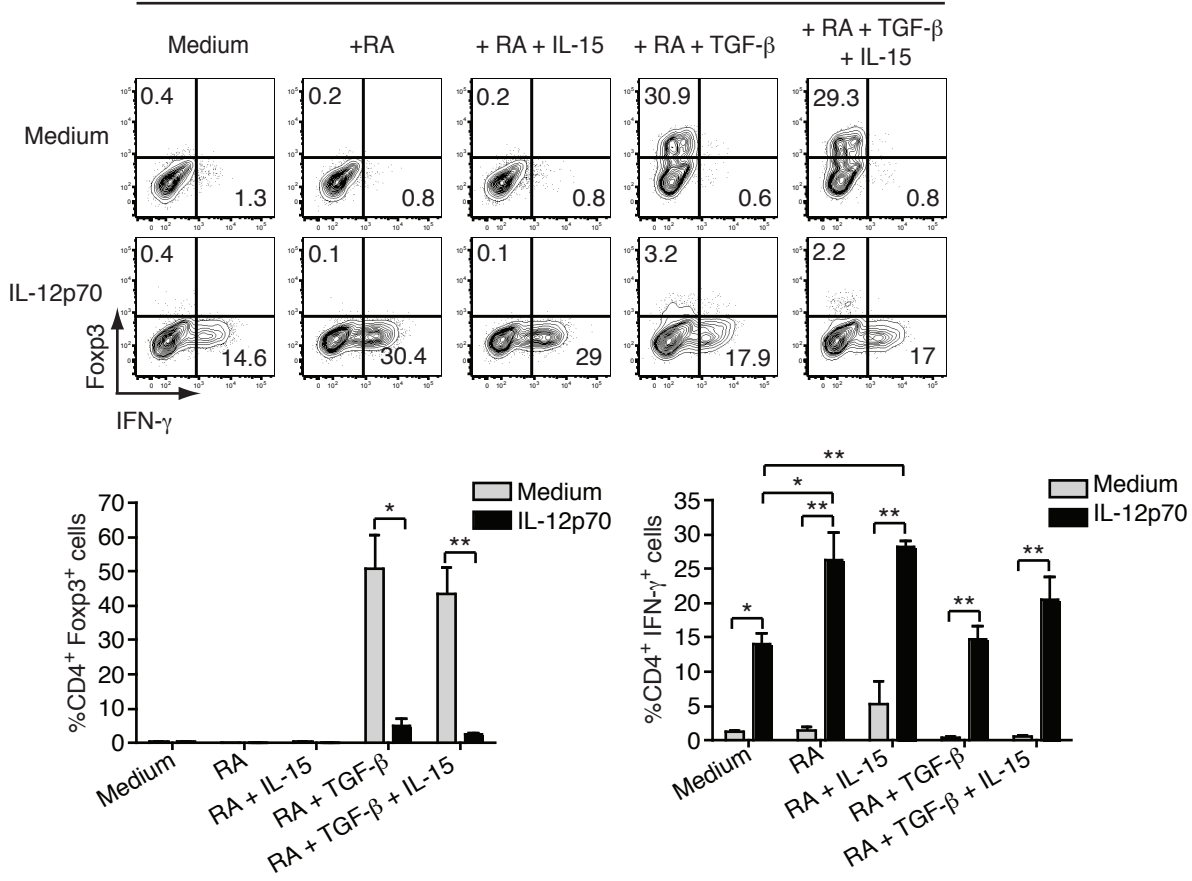 Medium +RA + RA + IL-15 + RA + TGF-β + RA + TGF-β
+ IL-15
Medium
0.4 0.2 0.2 30.9 29.3
1.3 0.8 0.8 0.6 0.8
IL-12p70
0.4 0.1 0.1 3.2 2.2
14.6 30.4 29 17.9 17
Foxp3
IFN-γ
%CD4⁺ Foxp3⁺ cells
70
60
50
40
30
20
10
0
Medium
IL-12p70
* **
Medium
RA
RA + IL-15
RA + TGF-β
RA + TGF-β + IL-15
%CD4⁺ IFN-γ⁺ cells
35
30
25
20
15
10
5
0
Medium
IL-12p70
**
*
** **
**
* **
Medium
RA
RA + IL-15
RA + TGF-β
RA + TGF-β + IL-15